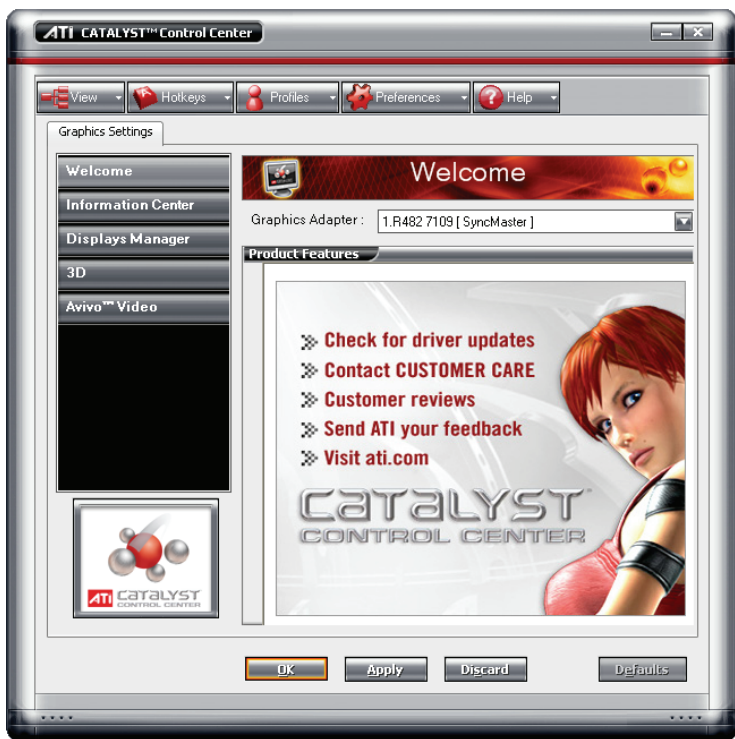 ATI CATALYST™ Control Center
View
Hotkeys
Profiles
Preferences
Help
Graphics Settings
Welcome
Information Center
Displays Manager
3D
Avivo™ Video
Welcome
Graphics Adapter :
1.R482 7109 [ SyncMaster ]
Product Features
Check for driver updates
Contact CUSTOMER CARE
Customer reviews
Send ATI your feedback
Visit ati.com
CATALYST™
CONTROL CENTER
ATI CATALYST
CONTROL CENTER
OK
Apply
Discard
Defaults